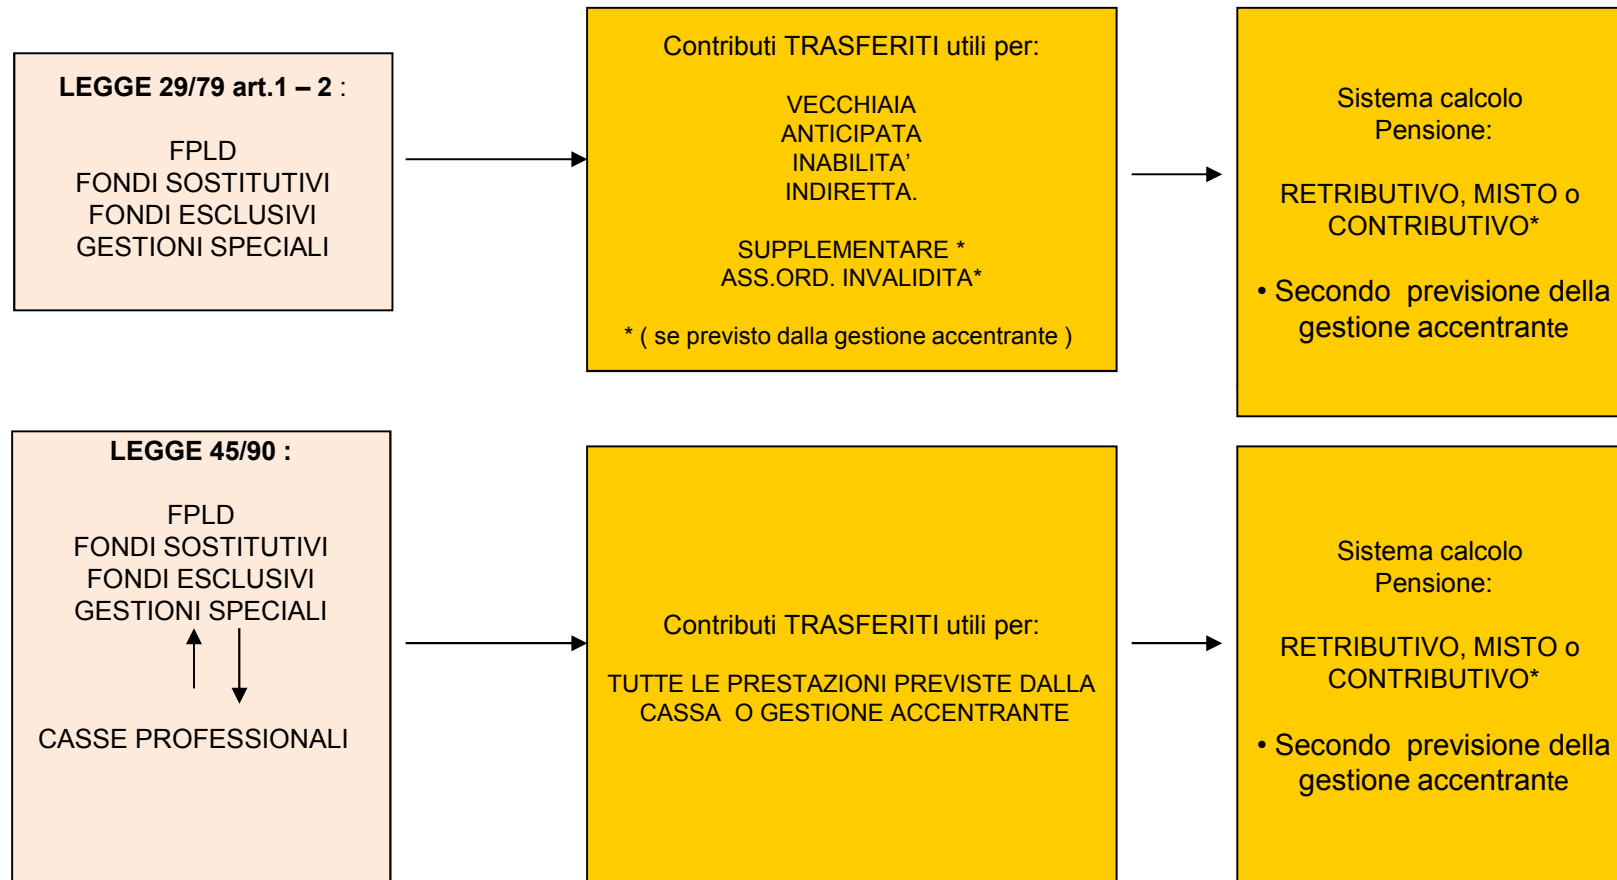 LEGGE 29/79 art.1 – 2 :
FPLD
FONDI SOSTITUTIVI
FONDI ESCLUSIVI
GESTIONI SPECIALI
Contributi TRASFERITI utili per:
VECCHIAIA
ANTICIPATA
INABILITA’
INDIRETTA.
SUPPLEMENTARE *
ASS.ORD. INVALIDITA*
* ( se previsto dalla gestione accentrante )
Sistema calcolo
Pensione:
RETRIBUTIVO, MISTO o
CONTRIBUTIVO*
• Secondo previsione della
gestione accentrante
LEGGE 45/90 :
FPLD
FONDI SOSTITUTIVI
FONDI ESCLUSIVI
GESTIONI SPECIALI
CASSE PROFESSIONALI
Contributi TRASFERITI utili per:
TUTTE LE PRESTAZIONI PREVISTE DALLA
CASSA O GESTIONE ACCENTRANTE
Sistema calcolo
Pensione:
RETRIBUTIVO, MISTO o
CONTRIBUTIVO*
• Secondo previsione della
gestione accentrante